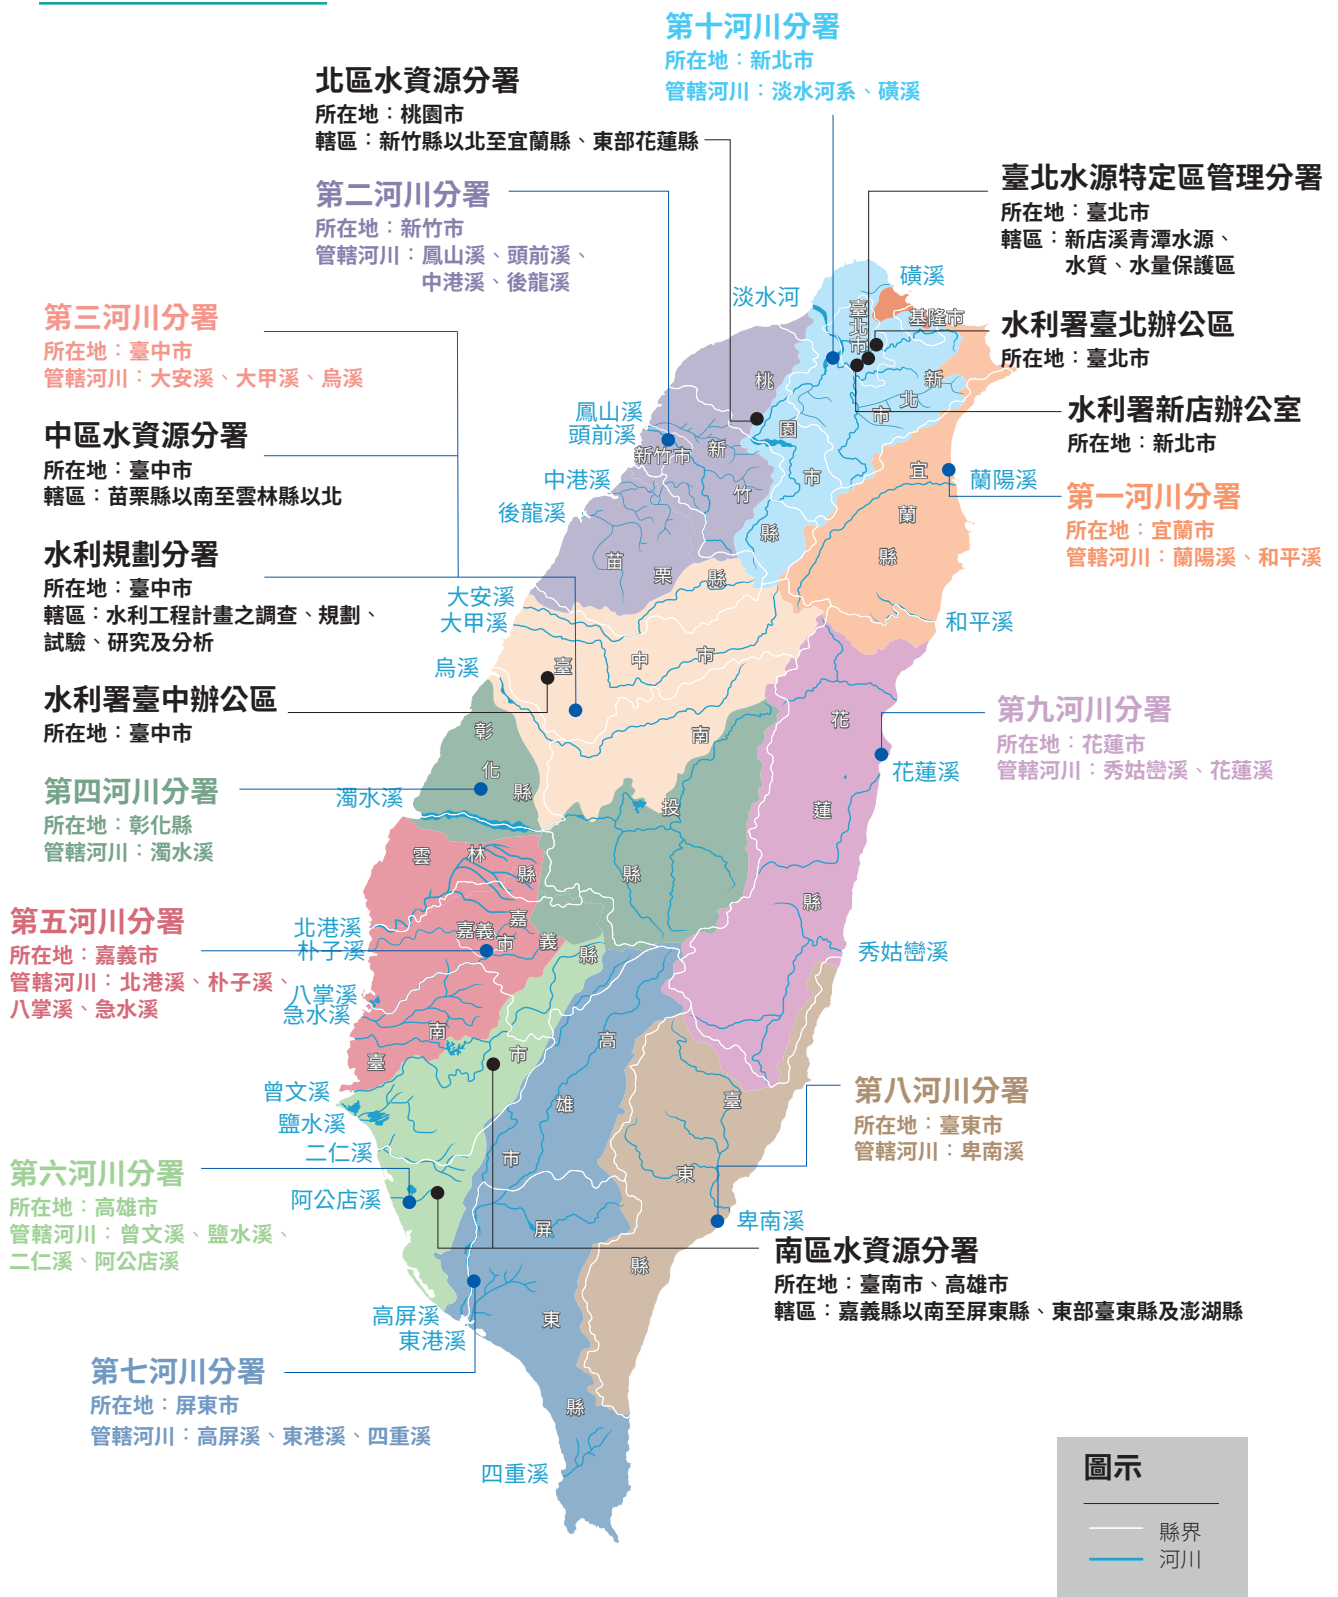 第十河川分署
所在地：新北市
管轄河川：淡水河系、磺溪
北區水資源分署
所在地：桃園市
轄區：新竹縣以北至宜蘭縣、東部花蓮縣
臺北水源特定區管理分署
所在地：臺北市
轄區：新店溪青潭水源、
水質、水量保護區
第二河川分署
所在地：新竹市
管轄河川：鳳山溪、頭前溪、
中港溪、後龍溪
水利署臺北辦公區
所在地：臺北市
第三河川分署
所在地：臺中市
管轄河川：大安溪、大甲溪、烏溪
水利署新店辦公室
所在地：新北市
中區水資源分署
所在地：臺中市
轄區：苗栗縣以南至雲林縣以北
第一河川分署
所在地：宜蘭市
管轄河川：蘭陽溪、和平溪
水利規劃分署
所在地：臺中市
轄區：水利工程計畫之調查、規劃、
試驗、研究及分析
水利署臺中辦公區
所在地：臺中市
第九河川分署
所在地：花蓮市
管轄河川：秀姑巒溪、花蓮溪
第四河川分署
所在地：彰化縣
管轄河川：濁水溪
第五河川分署
所在地：嘉義市
管轄河川：北港溪、朴子溪、
八掌溪、急水溪
第八河川分署
所在地：臺東市
管轄河川：卑南溪
第六河川分署
所在地：高雄市
管轄河川：曾文溪、鹽水溪、
二仁溪、阿公店溪
南區水資源分署
所在地：臺南市、高雄市
轄區：嘉義縣以南至屏東縣、東部臺東縣及澎湖縣
第七河川分署
所在地：屏東市
管轄河川：高屏溪、東港溪、四重溪
磺溪
淡水河
鳳山溪
頭前溪
中港溪
後龍溪
蘭陽溪
大安溪
大甲溪
和平溪
烏溪
花蓮溪
濁水溪
北港溪
朴子溪
秀姑巒溪
八掌溪
急水溪
曾文溪
鹽水溪
二仁溪
阿公店溪
卑南溪
高屏溪
東港溪
四重溪
臺北市
基隆市
新北市
桃園市
新竹市
新竹縣
宜蘭縣
苗栗縣
臺中市
彰化縣
南投縣
花蓮縣
雲林縣
嘉義市
嘉義縣
臺南市
高雄市
臺東縣
屏東縣
圖示
縣界
河川